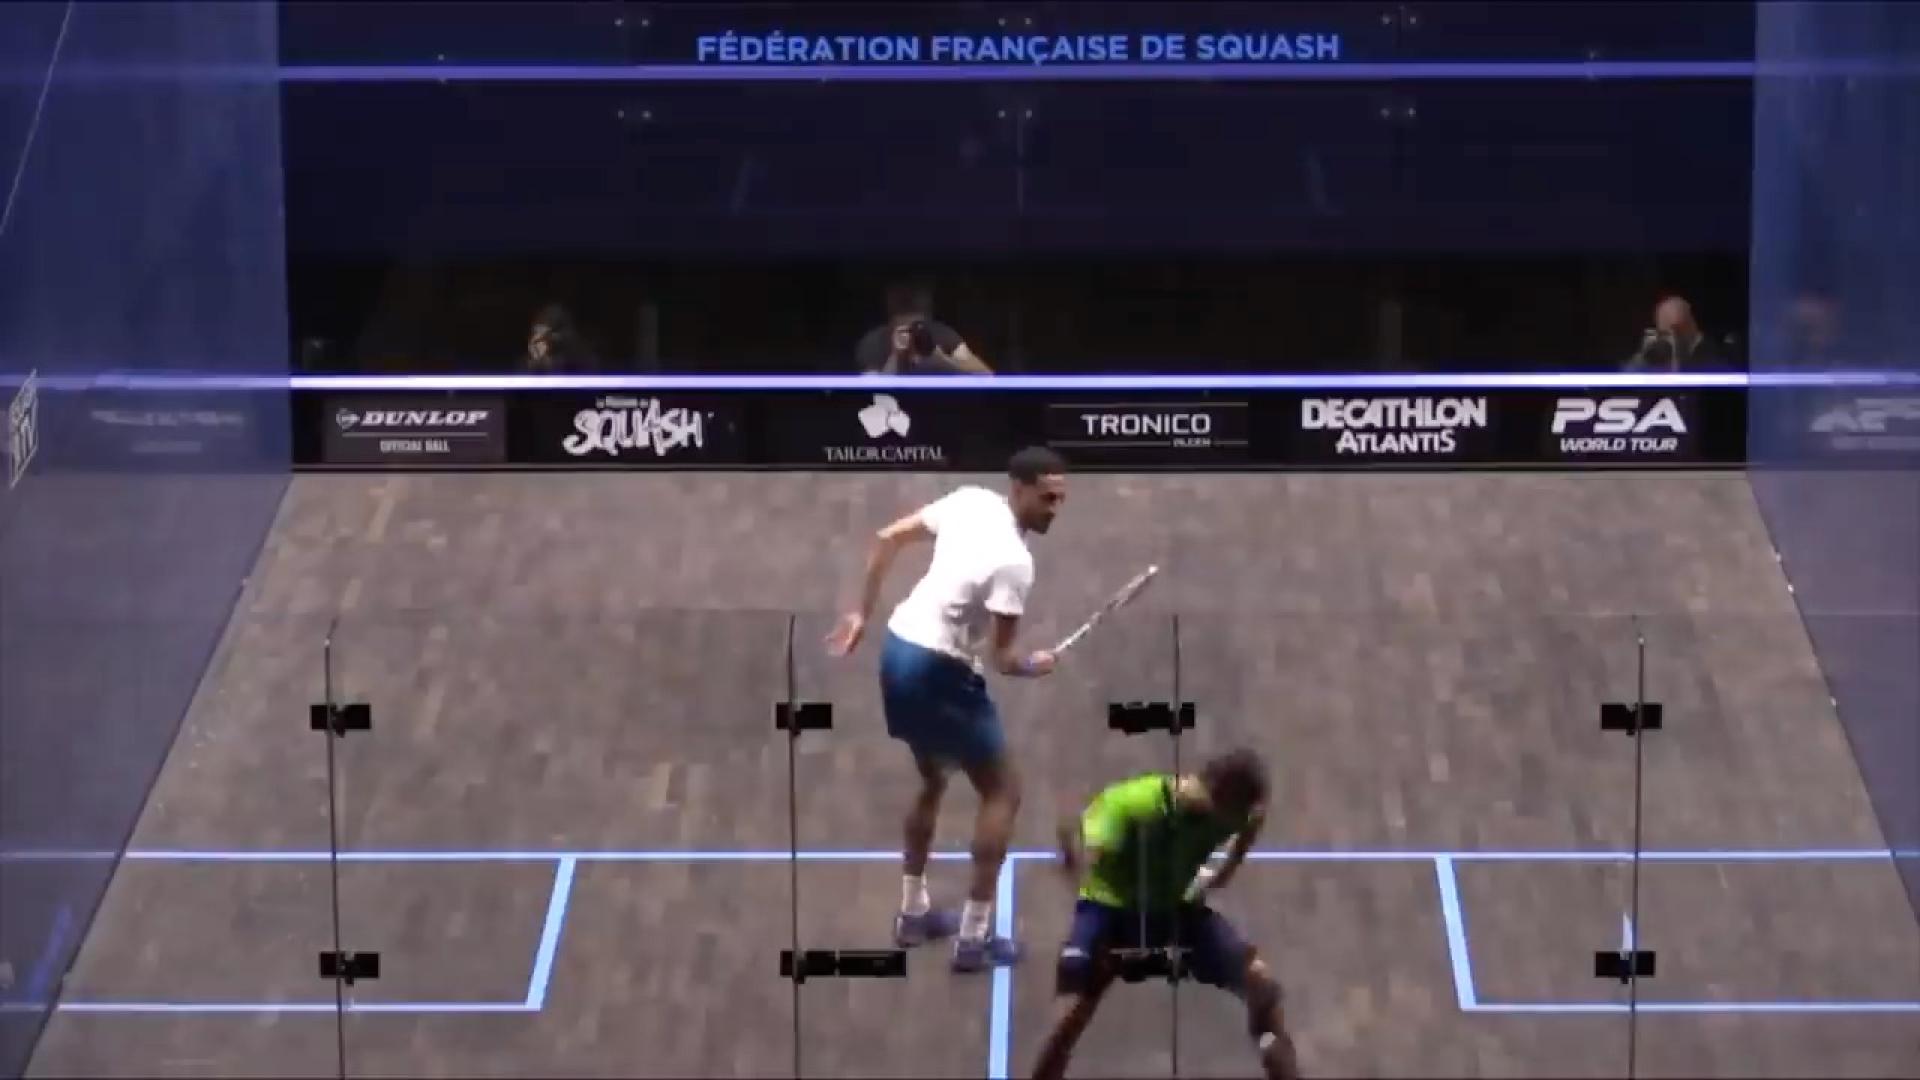 FÉDÉRATION FRANÇAISE DE SQUASH
DUNLOP
OFFICIAL BALL
SQUASH
TAILOR CAPITAL
TRONICO
DECATHLON
ATLANTIS
PSA
WORLD TOUR